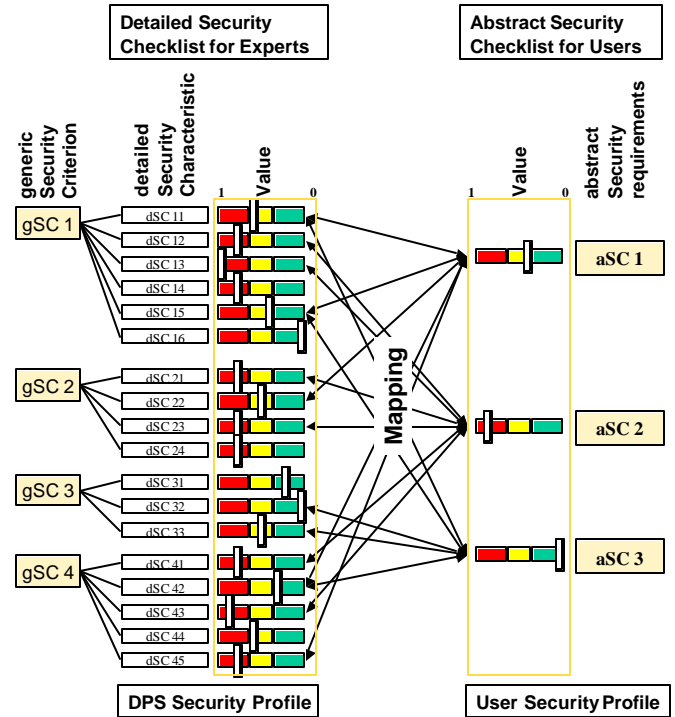 Detailed Security
Checklist for Experts
Abstract Security
Checklist for Users
generic
Security
Criterion
detailed
Security
Characteristic
Value
1
0
Value
1
0
abstract
Security
requirements
gSC 1
dSC 11
dSC 12
dSC 13
dSC 14
dSC 15
dSC 16
gSC 2
dSC 21
dSC 22
dSC 23
dSC 24
gSC 3
dSC 31
dSC 32
dSC 33
gSC 4
dSC 41
dSC 42
dSC 43
dSC 44
dSC 45
Mapping
aSC 1
aSC 2
aSC 3
DPS Security Profile
User Security Profile